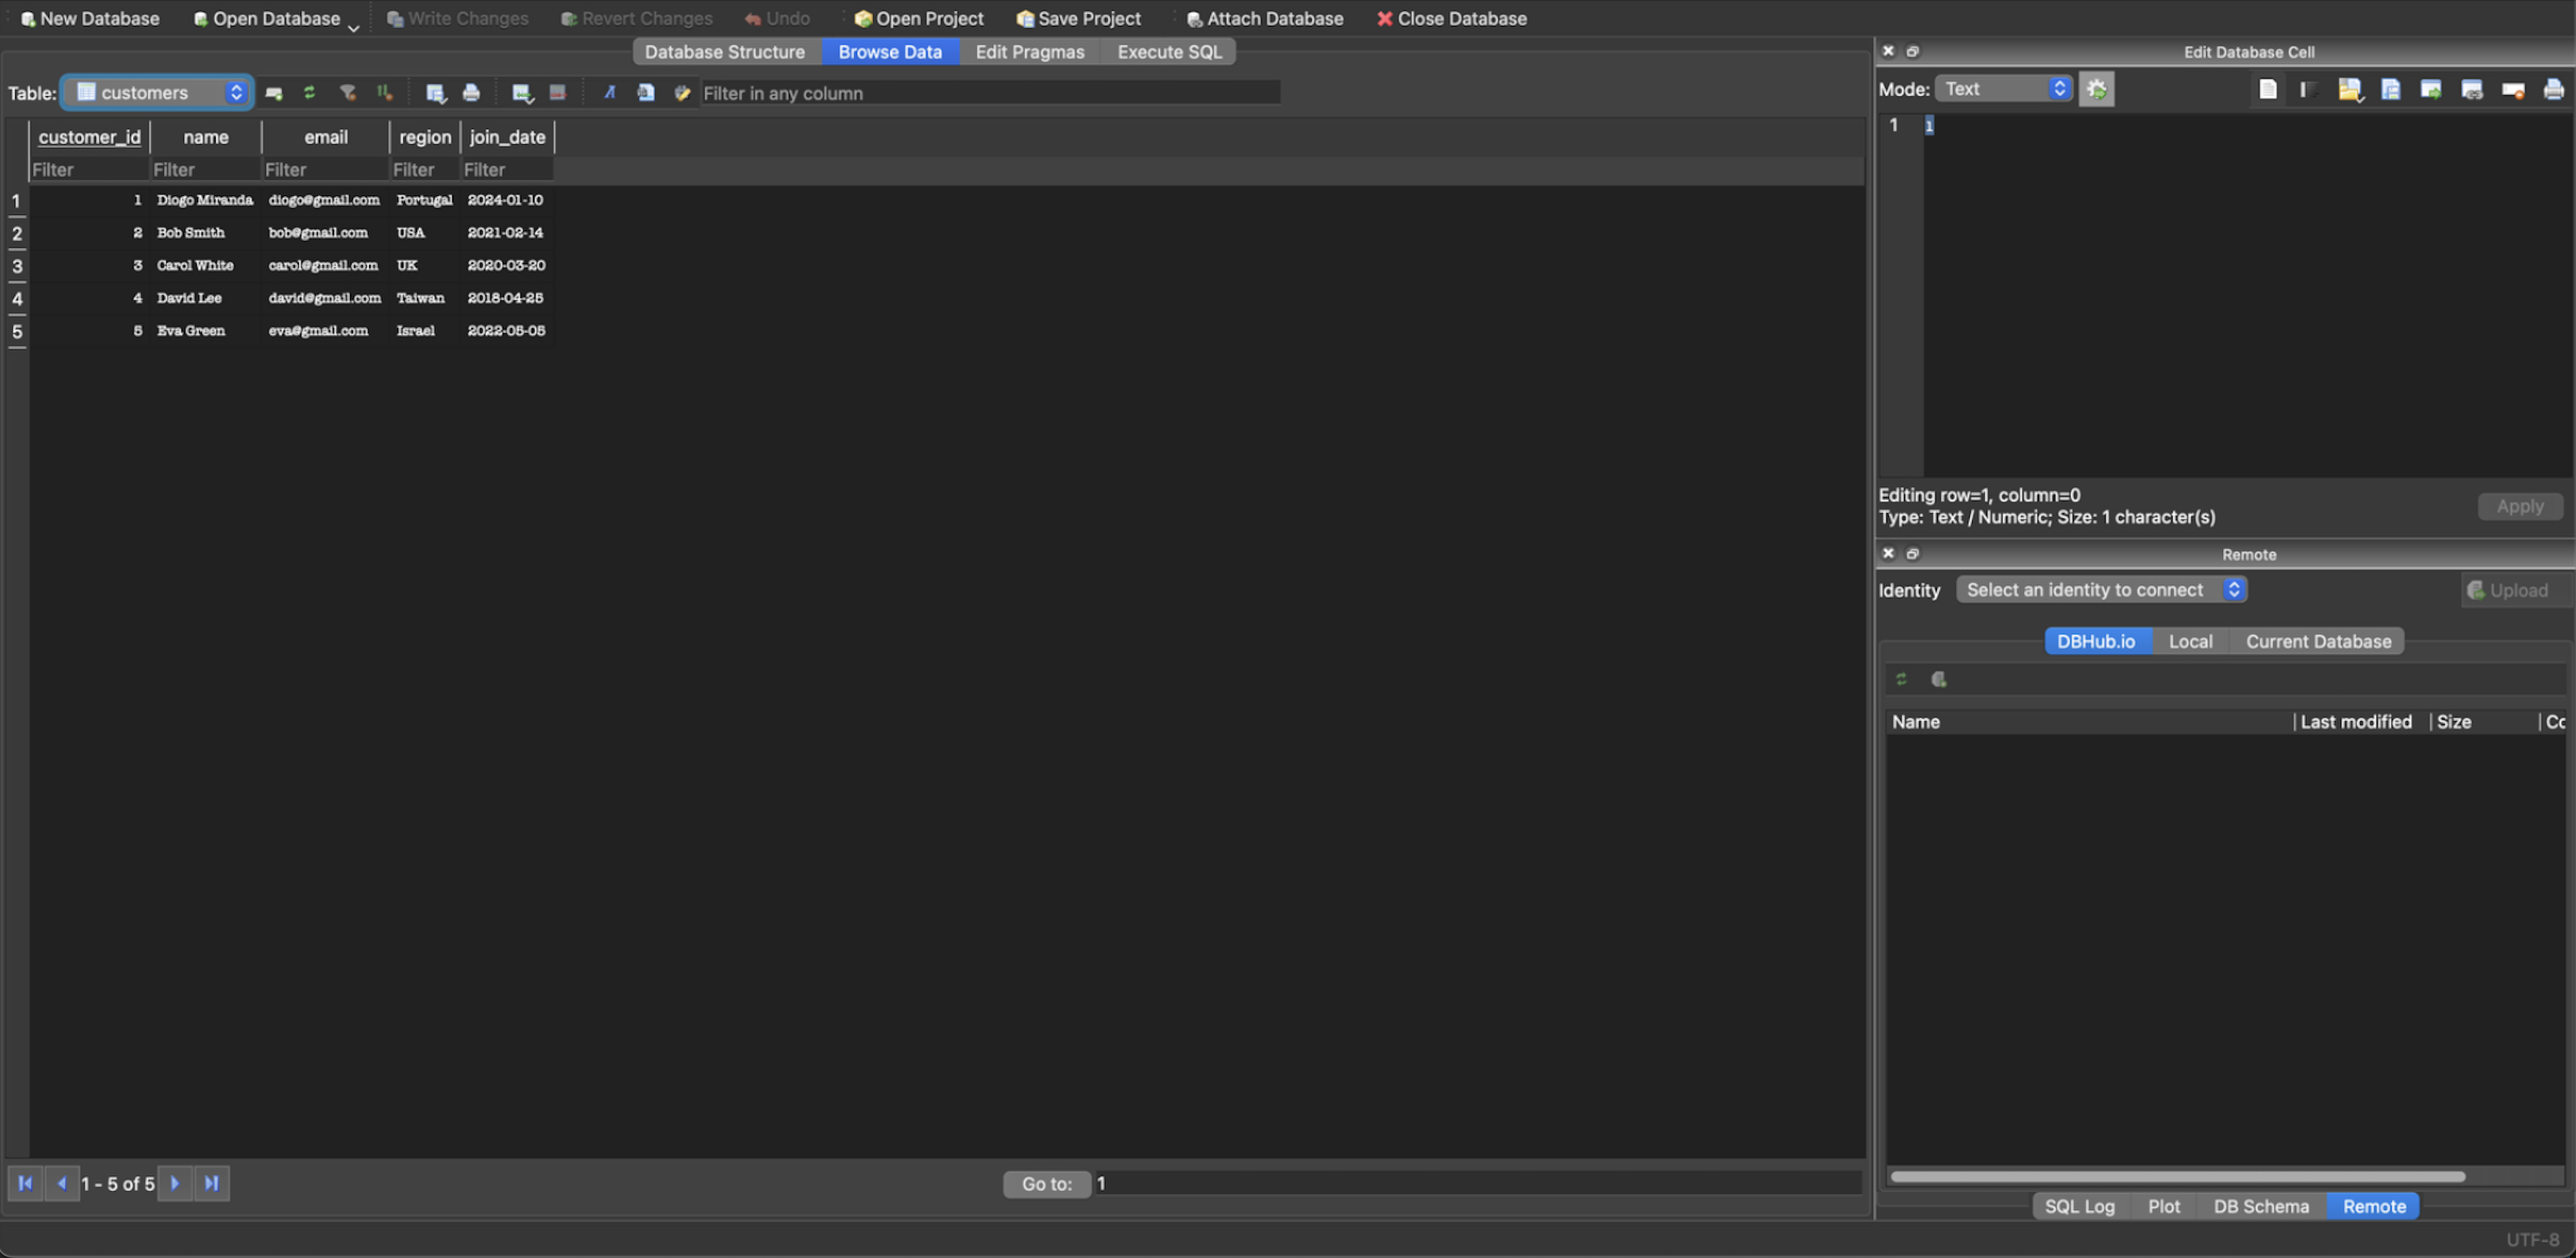 New Database Open Database Write Changes Revert Changes Undo Open Project Save Project Attach Database Close Database
Database Structure Browse Data Edit Pragmas Execute SQL
Table: customers Filter in any column
customer_id name email region join_date
Filter Filter Filter Filter Filter
1 1 Diogo Miranda diogo@gmail.com Portugal 2024-01-10
2 2 Bob Smith bob@gmail.com USA 2021-02-14
3 3 Carol White carol@gmail.com UK 2020-03-20
4 4 David Lee david@gmail.com Taiwan 2018-04-25
5 5 Eva Green eva@gmail.com Israel 2022-05-05
1 - 5 of 5 Go to: 1
Edit Database Cell
Mode: Text
1 1
Editing row=1, column=0
Type: Text / Numeric; Size: 1 character(s)
Apply
Remote
Identity Select an identity to connect Upload
DBHub.io Local Current Database
Name Last modified Size Co
SQL Log Plot DB Schema Remote
UTF-8